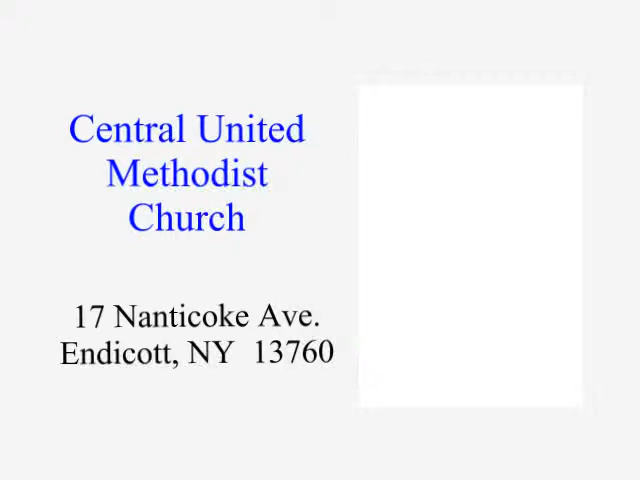 Central United
Methodist
Church
17 Nanticoke Ave.
Endicott, NY  13760